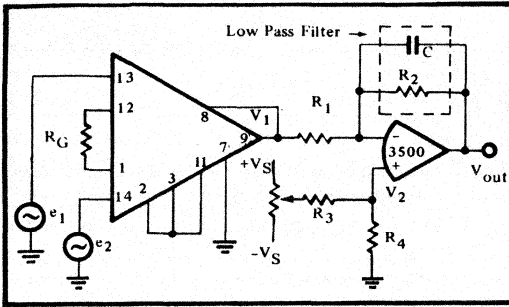 Low Pass Filter
C
R2
13
12
RG
1
14
8
V1
9
7
11
3
2
R1
+VS
-VS
R3
-
3500
+
V2
Vout
R4
e1
e2